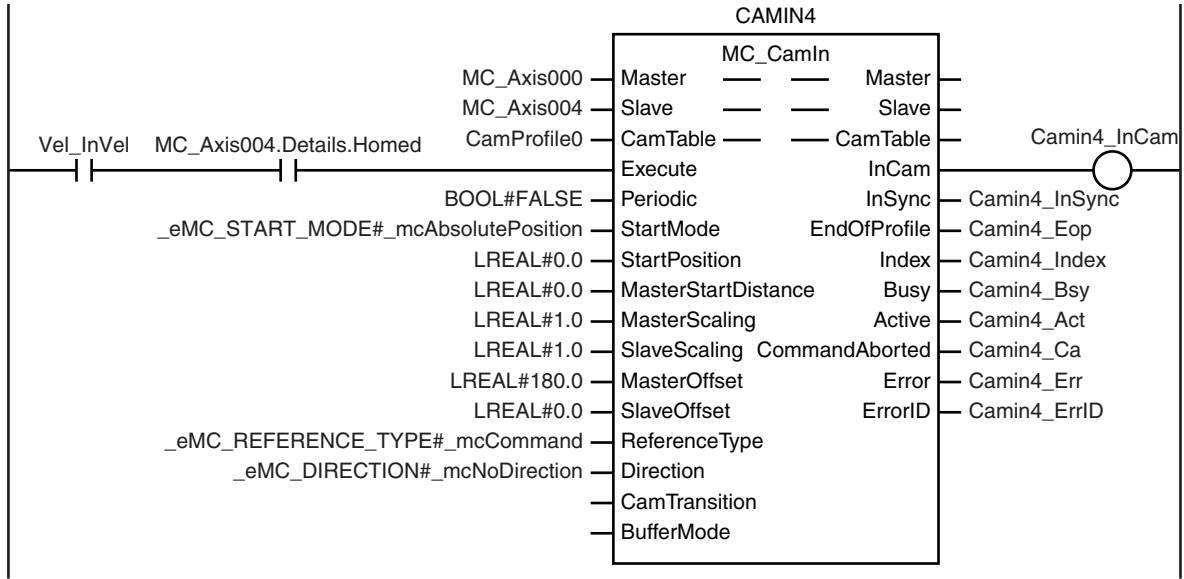 CAMIN4
MC_CamIn
MC_Axis000 Master Master
MC_Axis004 Slave Slave
CamProfile0 CamTable CamTable
Vel_InVel MC_Axis004.Details.Homed Execute InCam Camin4_InCam
BOOL#FALSE Periodic InSync Camin4_InSync
_eMC_START_MODE#_mcAbsolutePosition StartMode EndOfProfile Camin4_Eop
LREAL#0.0 StartPosition Index Camin4_Index
LREAL#0.0 MasterStartDistance Busy Camin4_Bsy
LREAL#1.0 MasterScaling Active Camin4_Act
LREAL#1.0 SlaveScaling CommandAborted Camin4_Ca
LREAL#180.0 MasterOffset Error Camin4_Err
LREAL#0.0 SlaveOffset ErrorID Camin4_ErrID
_eMC_REFERENCE_TYPE#_mcCommand ReferenceType
_eMC_DIRECTION#_mcNoDirection Direction
CamTransition
BufferMode